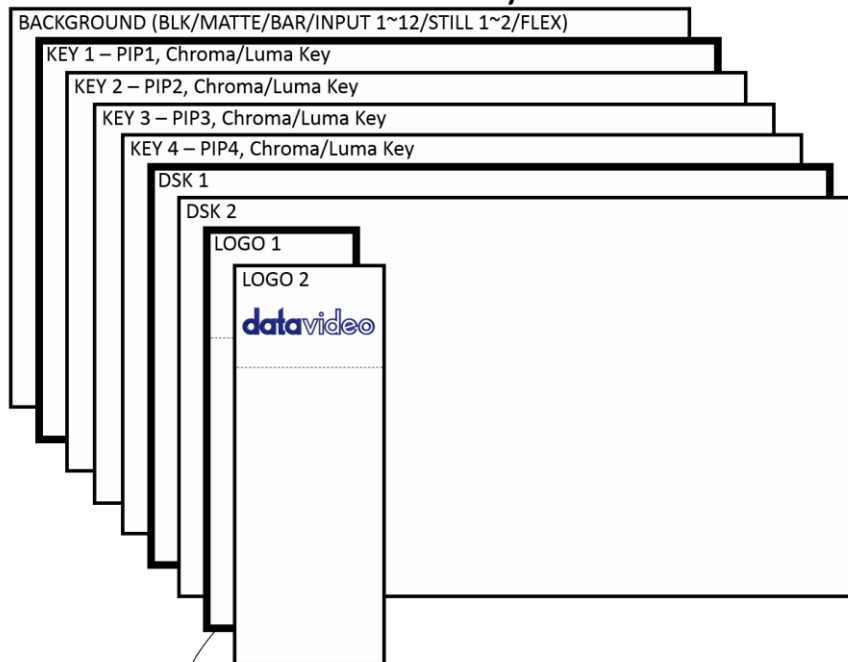 BACKGROUND (BLK/MATTE/BAR/INPUT 1~12/STILL 1~2/FLEX)
KEY 1 – PIP1, Chroma/Luma Key
KEY 2 – PIP2, Chroma/Luma Key
KEY 3 – PIP3, Chroma/Luma Key
KEY 4 – PIP4, Chroma/Luma Key
DSK 1
DSK 2
LOGO 1
LOGO 2
datavideo